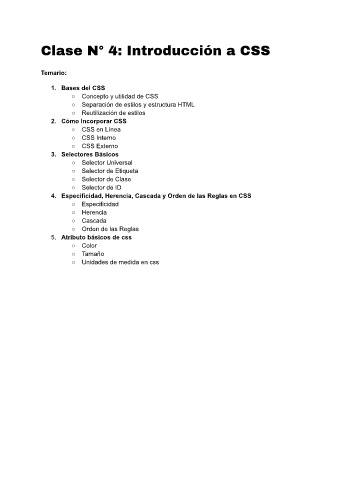 Clase N° 4: Introducción a CSS
Temario:
1. Bases del CSS
○ Concepto y utilidad de CSS
○ Separación de estilos y estructura HTML
○ Reutilización de estilos
2. Cómo Incorporar CSS
○ CSS en Línea
○ CSS Interno
○ CSS Externo
3. Selectores Básicos
○ Selector Universal
○ Selector de Etiqueta
○ Selector de Clase
○ Selector de ID
4. Especificidad, Herencia, Cascada y Orden de las Reglas en CSS
○ Especificidad
○ Herencia
○ Cascada
○ Orden de las Reglas
5. Atributo básicos de css
○ Color
○ Tamaño
○ Unidades de medida en css